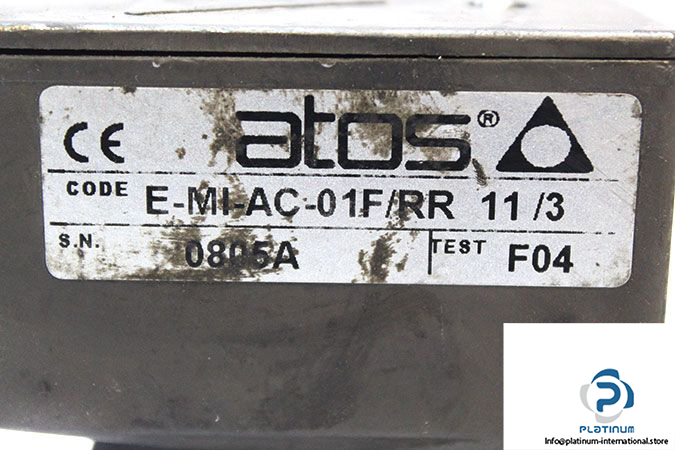 CE atos®
CODE E-MI-AC-01F/RR 11 /3
S.N. 0805A TEST F04
PLATINUM
Info@platinum-international.store